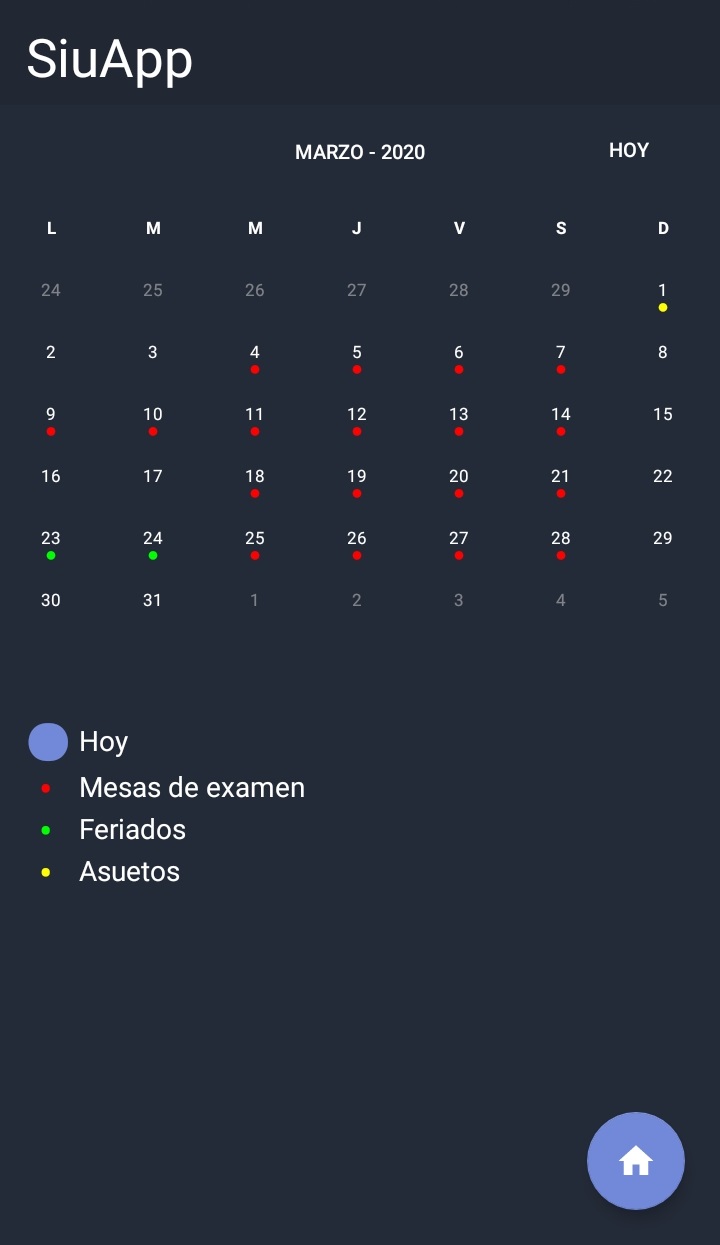 SiuApp
MARZO - 2020 HOY
L M M J V S D
24 25 26 27 28 29 1
2 3 4 5 6 7 8
9 10 11 12 13 14 15
16 17 18 19 20 21 22
23 24 25 26 27 28 29
30 31 1 2 3 4 5
Hoy
Mesas de examen
Feriados
Asuetos